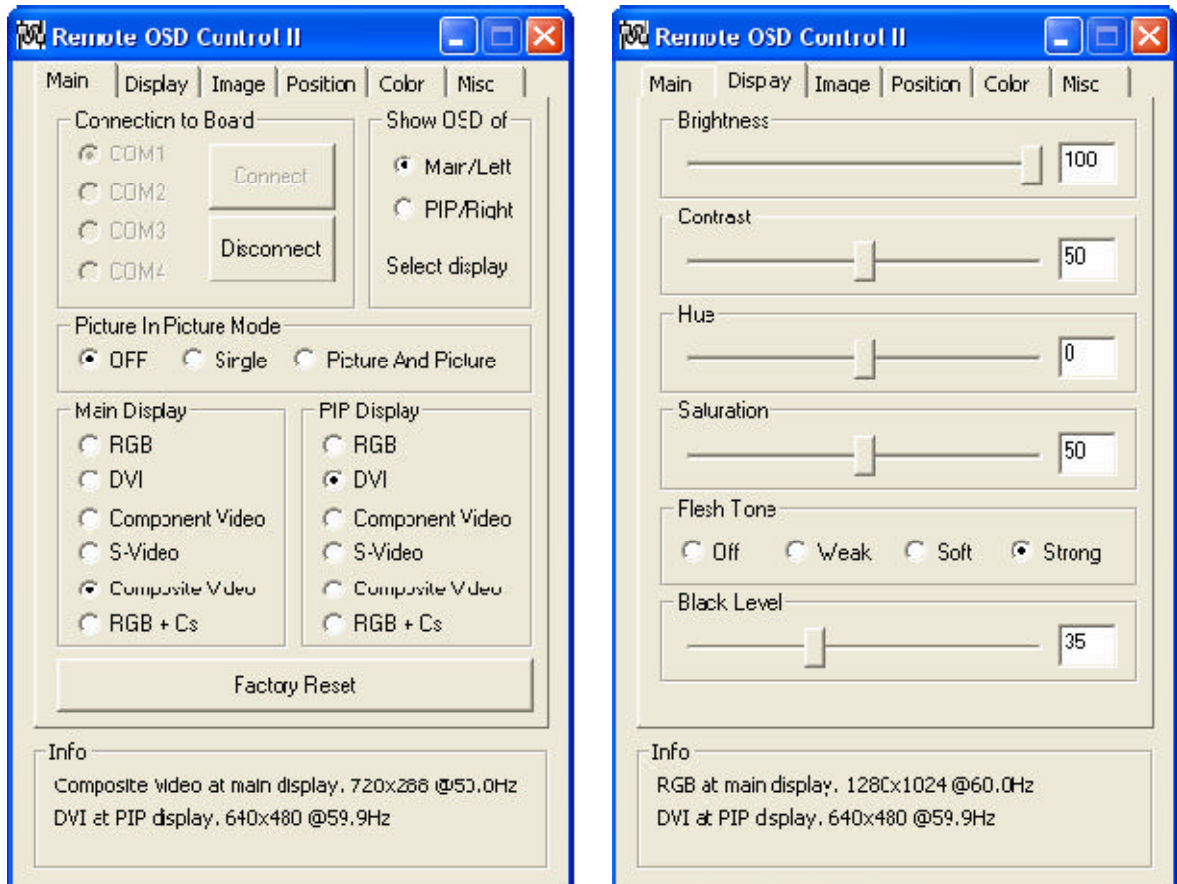 Remote OSD Control II
Main Display Image Position Color Misc
Connection to Board
COM1
COM2
COM3
COM4
Connect
Disconnect
Show OSD of
Main/Left
PIP/Right
Select display
Picture In Picture Mode
OFF Single Picture And Picture
Main Display
RGB
DVI
Component Video
S-Video
Composite Video
RGB + Cs
PIP Display
RGB
DVI
Component Video
S-Video
Composite Video
RGB + Cs
Factory Reset
Info
Composite Video at main display. 720x288 @50.0Hz
DVI at PIP display. 640x480 @59.9Hz
Remote OSD Control II
Main Display Image Position Color Misc
Brightness
100
Contrast
50
Hue
0
Saturation
50
Flesh Tone
Off Weak Soft Strong
Black Level
35
Info
RGB at main display. 1280x1024 @60.0Hz
DVI at PIP display. 640x480 @59.9Hz